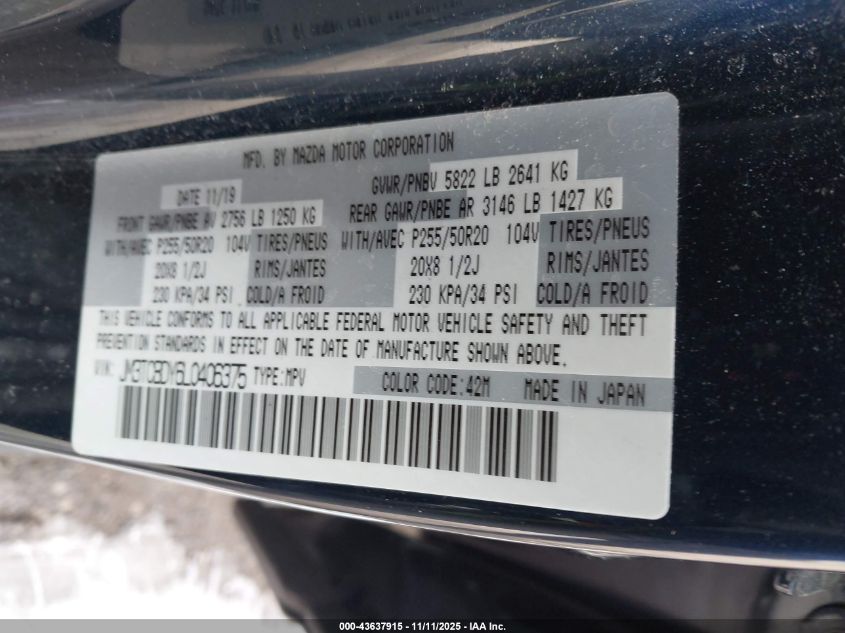 MFD. BY MAZDA MOTOR CORPORATION
DATE 11/19 GVWR/PNBV 5822 LB 2641 KG
FRONT GAWR/PNBE AV 2756 LB 1250 KG REAR GAWR/PNBE AR 3146 LB 1427 KG
WITH/AVEC P255/50R20 104V TIRES/PNEUS WITH/AVEC P255/50R20 104V TIRES/PNEUS
20X8 1/2J RIMS/JANTES 20X8 1/2J RIMS/JANTES
230 KPA/34 PSI COLD/A FROID 230 KPA/34 PSI COLD/A FROID
THIS VEHICLE CONFORMS TO ALL APPLICABLE FEDERAL MOTOR VEHICLE SAFETY AND THEFT
PREVENTION STANDARDS IN EFFECT ON THE DATE OF MANUFACTURE SHOWN ABOVE.
VIN: JM3TCBDY6L0406375 TYPE:MPV COLOR CODE:42M MADE IN JAPAN
000-43637915 - 11/11/2025 - IAA Inc.